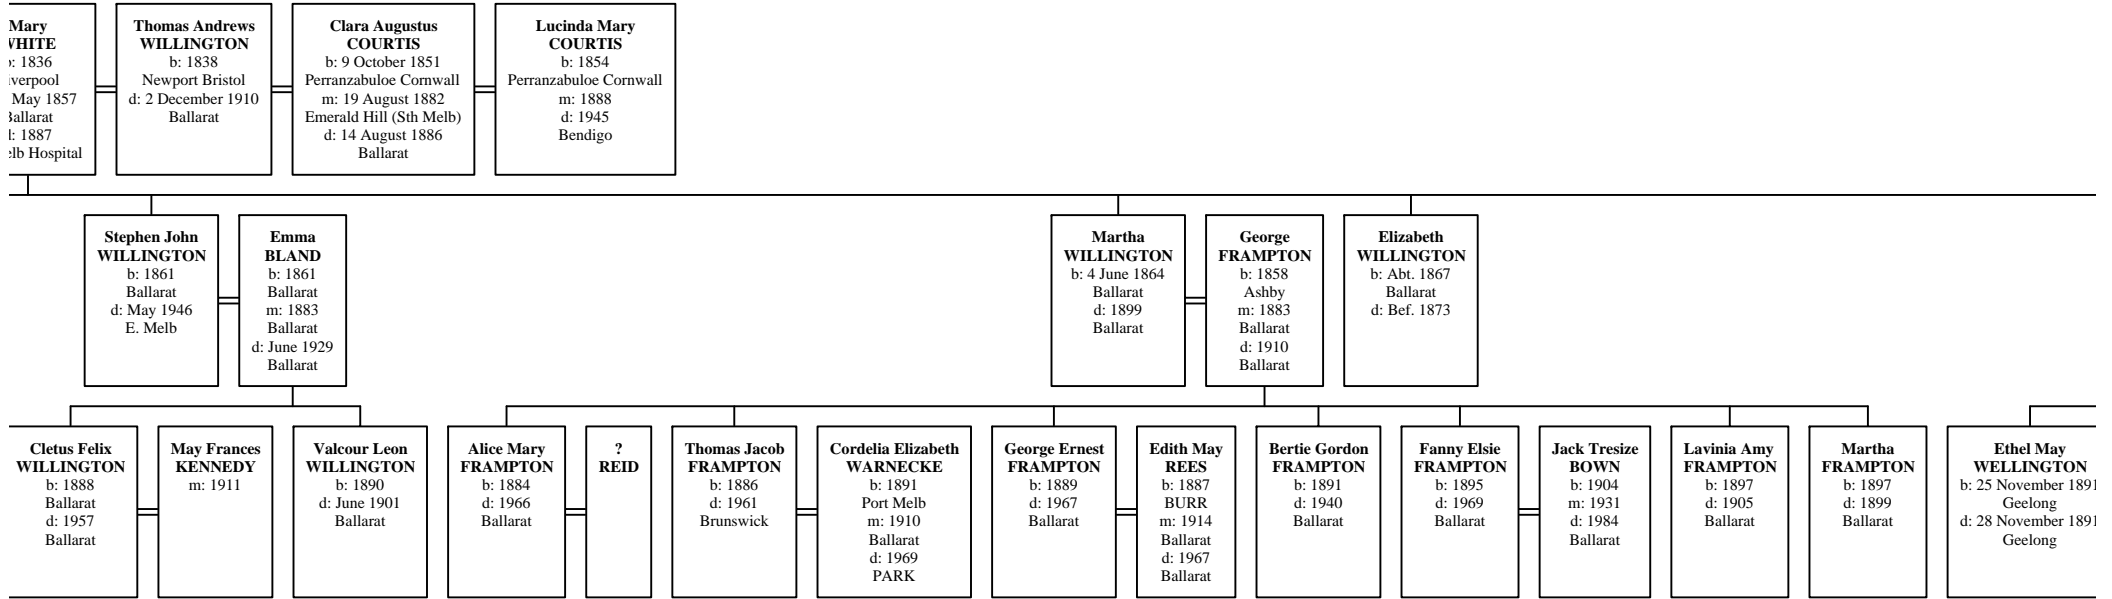 Mary
WHITE
b: 1836
Liverpool
May 1857
Ballarat
d: 1887
Melb Hospital
Thomas Andrews
WILLINGTON
b: 1838
Newport Bristol
d: 2 December 1910
Ballarat
Clara Augustus
COURTIS
b: 9 October 1851
Perranzabuloe Cornwall
m: 19 August 1882
Emerald Hill (Sth Melb)
d: 14 August 1886
Ballarat
Lucinda Mary
COURTIS
b: 1854
Perranzabuloe Cornwall
m: 1888
d: 1945
Bendigo
Stephen John
WILLINGTON
b: 1861
Ballarat
d: May 1946
E. Melb
Emma
BLAND
b: 1861
Ballarat
m: 1883
Ballarat
d: June 1929
Ballarat
Martha
WILLINGTON
b: 4 June 1864
Ballarat
d: 1899
Ballarat
George
FRAMPTON
b: 1858
Ashby
m: 1883
Ballarat
d: 1910
Ballarat
Elizabeth
WILLINGTON
b: Abt. 1867
Ballarat
d: Bef. 1873
Cletus Felix
WILLINGTON
b: 1888
Ballarat
d: 1957
Ballarat
May Frances
KENNEDY
m: 1911
Valcour Leon
WILLINGTON
b: 1890
d: June 1901
Ballarat
Alice Mary
FRAMPTON
b: 1884
d: 1966
Ballarat
?
REID
Thomas Jacob
FRAMPTON
b: 1886
d: 1961
Brunswick
Cordelia Elizabeth
WARNECKE
b: 1891
Port Melb
m: 1910
Ballarat
d: 1969
PARK
George Ernest
FRAMPTON
b: 1889
d: 1967
Ballarat
Edith May
REES
b: 1887
BURR
m: 1914
Ballarat
d: 1967
Ballarat
Bertie Gordon
FRAMPTON
b: 1891
d: 1940
Ballarat
Fanny Elsie
FRAMPTON
b: 1895
d: 1969
Ballarat
Jack Tresize
BOWN
b: 1904
m: 1931
d: 1984
Ballarat
Lavinia Amy
FRAMPTON
b: 1897
d: 1905
Ballarat
Martha
FRAMPTON
b: 1897
d: 1899
Ballarat
Ethel May
WELLINGTON
b: 25 November 1891
Geelong
d: 28 November 1891
Geelong